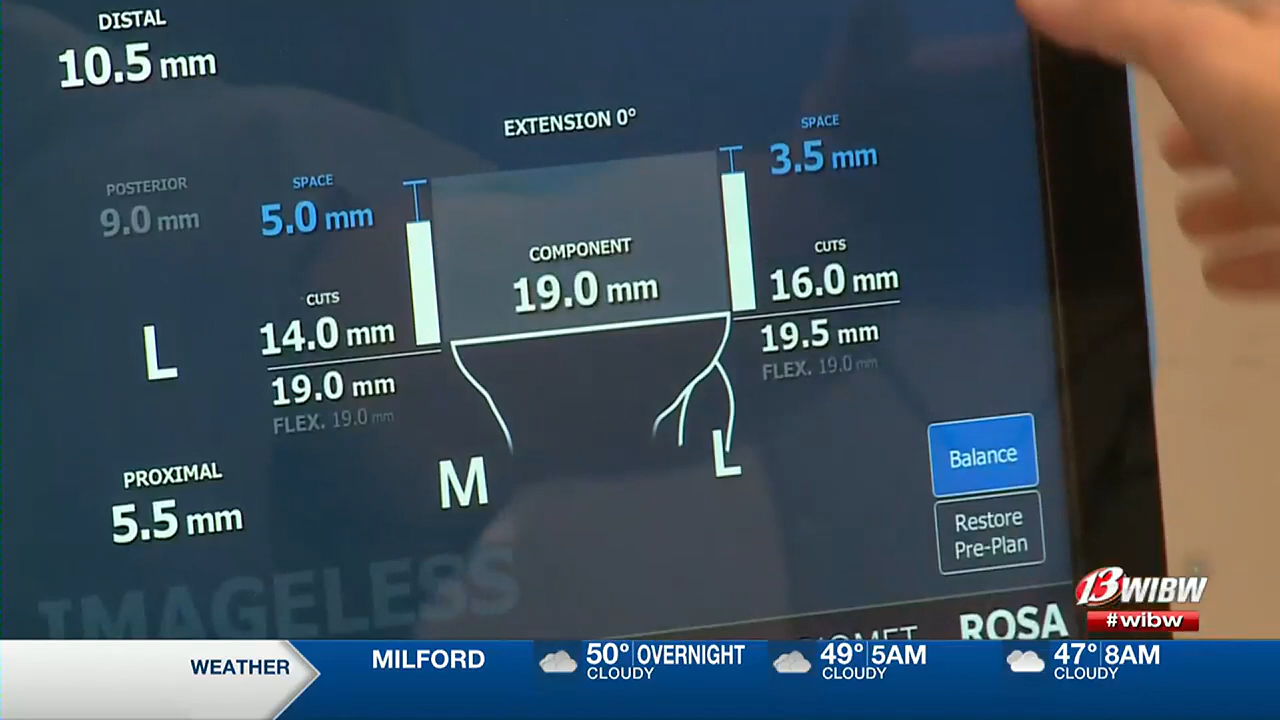 DISTAL
10.5 mm
EXTENSION 0°
SPACE
3.5 mm
POSTERIOR
9.0 mm
SPACE
5.0 mm
COMPONENT
19.0 mm
CUTS
16.0 mm
19.5 mm
FLEX. 19.0 mm
CUTS
14.0 mm
19.0 mm
FLEX. 19.0 mm
L
M
L
PROXIMAL
5.5 mm
Balance
Restore
Pre-Plan
IMAGELESS
ROSA
13 WIBW
#wibw
WEATHER
MILFORD
50° OVERNIGHT
CLOUDY
49° 5AM
CLOUDY
47° 8AM
CLOUDY